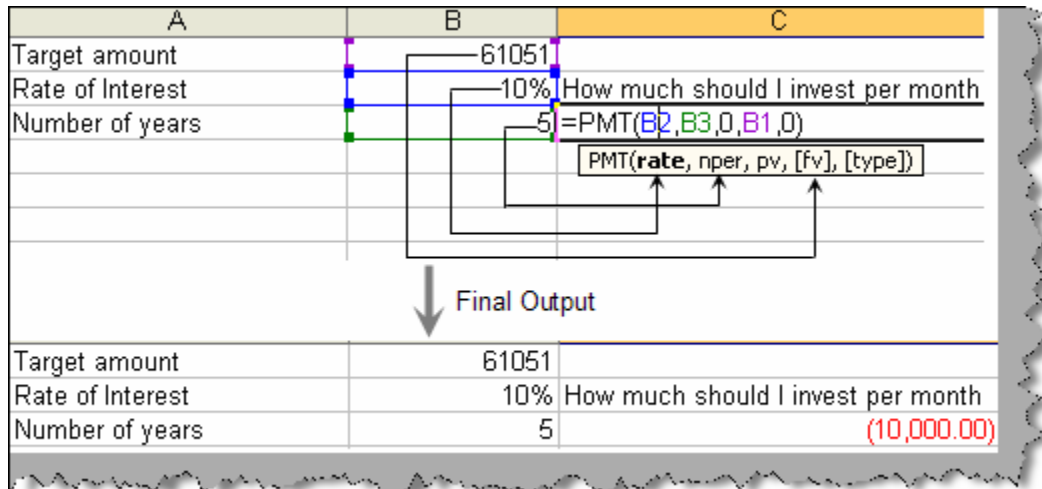 A B C
Target amount 61051
Rate of Interest 10% How much should I invest per month
Number of years 5 =PMT(B2,B3,0,B1,0)
PMT(rate, nper, pv, [fv], [type])
Final Output
Target amount 61051
Rate of Interest 10% How much should I invest per month
Number of years 5 (10,000.00)